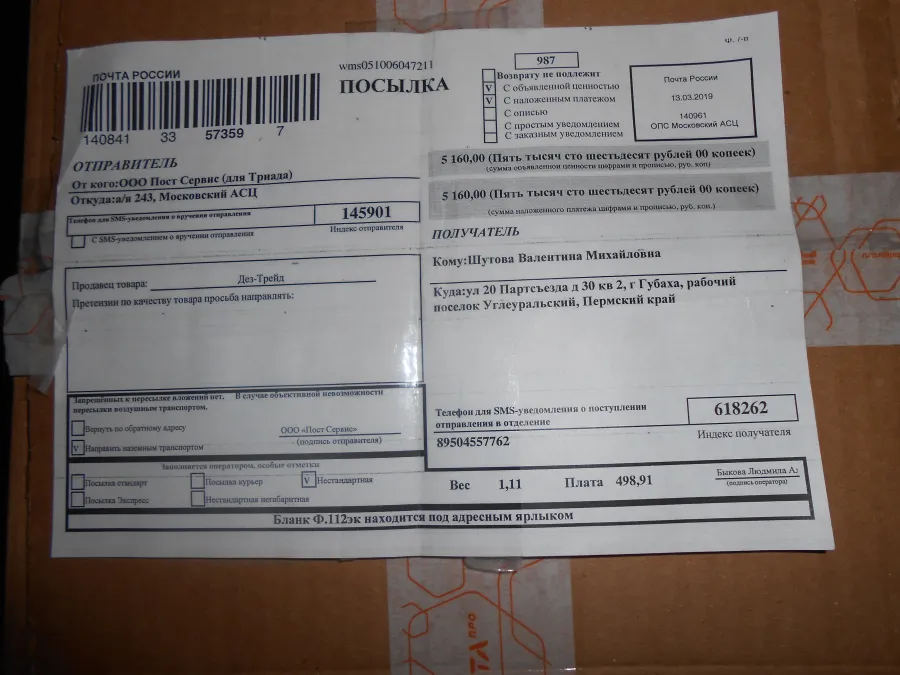 ф. 7-п
ПОЧТА РОССИИ
140841 33 57359 7
wms051006047211
ПОСЫЛКА
987
Возврату не подлежит
V С объявленной ценностью
V С наложенным платежом
С описью
С простым уведомлением
С заказным уведомлением
Почта России
13.03.2019
140961
ОПС Московский АСЦ
ОТПРАВИТЕЛЬ
От кого:ООО Пост Сервис (для Триада)
Откуда:а/я 243, Московский АСЦ
Телефон для SMS-уведомления о вручении отправления
145901
Индекс отправителя
С SMS-уведомлением о вручении отправления
5 160,00 (Пять тысяч сто шестьдесят рублей 00 копеек)
(сумма объявленной ценности цифрами и прописью, руб. коп.)
5 160,00 (Пять тысяч сто шестьдесят рублей 00 копеек)
(сумма наложенного платежа цифрами и прописью, руб. коп.)
Продавец товара: Дез-Трейд
Претензии по качеству товара просьба направлять:
ПОЛУЧАТЕЛЬ
Кому:Шутова Валентина Михайловна
Куда:ул 20 Партсъезда д 30 кв 2, г Губаха, рабочий
поселок Углеуральский, Пермский край
Запрещённых к пересылке вложений нет. В случае объективной невозможности
пересылки воздушным транспортом.
Вернуть по обратному адресу
ООО «Пост Сервис»
(подпись отправителя)
V Направить наземным транспортом
Телефон для SMS-уведомления о поступлении
отправления в отделение
89504557762
618262
Индекс получателя
Заполняется оператором, особые отметки
Посылка стандарт
Посылка курьер
V Нестандартная
Посылка Экспресс
Нестандартная негабаритная
Вес 1,11 Плата 498,91
Быкова Людмила А
(подпись оператора)
Бланк Ф.112эк находится под адресным ярлыком
ПРО